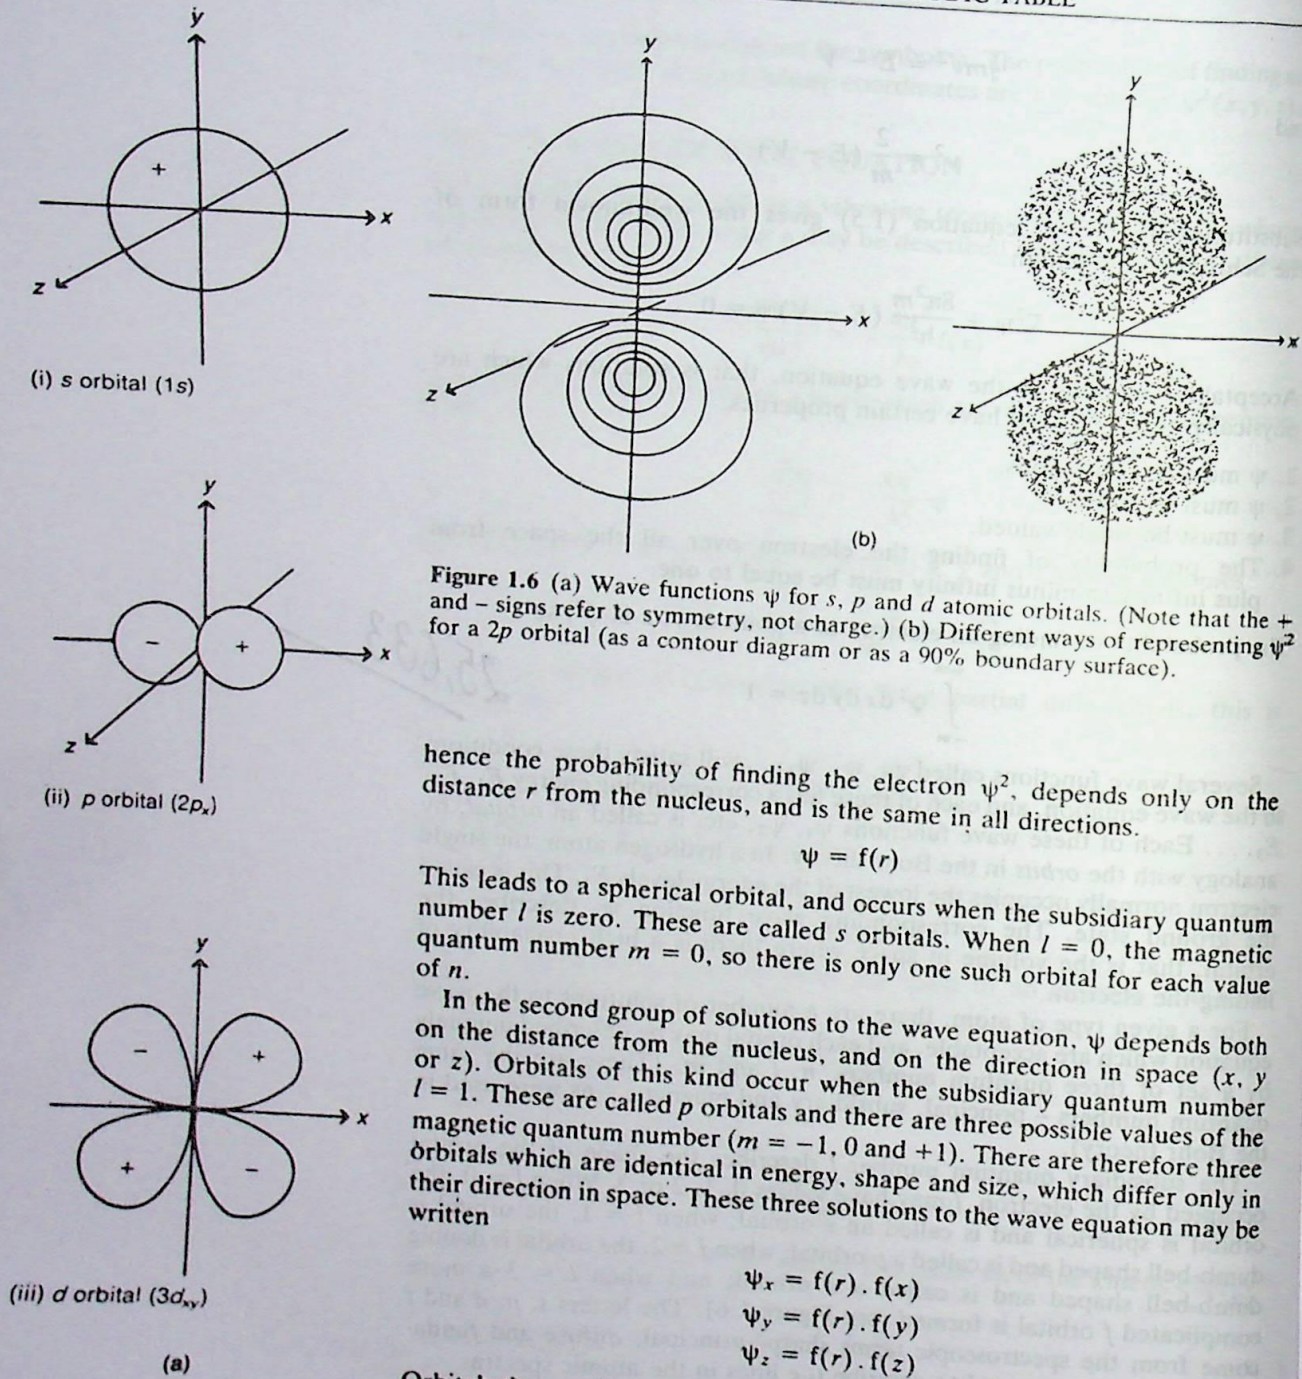 TABLE
y
+
x
z
(i) s orbital (1s)
y
−
+
x
z
(ii) p orbital (2pₓ)
y
−
+
x
+
−
(iii) d orbital (3dₓᵧ)
(a)
y
x
z
y
x
z
(b)
Figure 1.6 (a) Wave functions ψ for s, p and d atomic orbitals. (Note that the +
and – signs refer to symmetry, not charge.) (b) Different ways of representing ψ²
for a 2p orbital (as a contour diagram or as a 90% boundary surface).
hence the probability of finding the electron ψ², depends only on the
distance r from the nucleus, and is the same in all directions.
ψ = f(r)
This leads to a spherical orbital, and occurs when the subsidiary quantum
number l is zero. These are called s orbitals. When l = 0, the magnetic
quantum number m = 0, so there is only one such orbital for each value
of n.
In the second group of solutions to the wave equation, ψ depends both
on the distance from the nucleus, and on the direction in space (x, y
or z). Orbitals of this kind occur when the subsidiary quantum number
l = 1. These are called p orbitals and there are three possible values of the
magnetic quantum number (m = −1, 0 and +1). There are therefore three
orbitals which are identical in energy, shape and size, which differ only in
their direction in space. These three solutions to the wave equation may be
written
ψₓ = f(r) . f(x)
ψᵧ = f(r) . f(y)
ψ_z = f(r) . f(z)